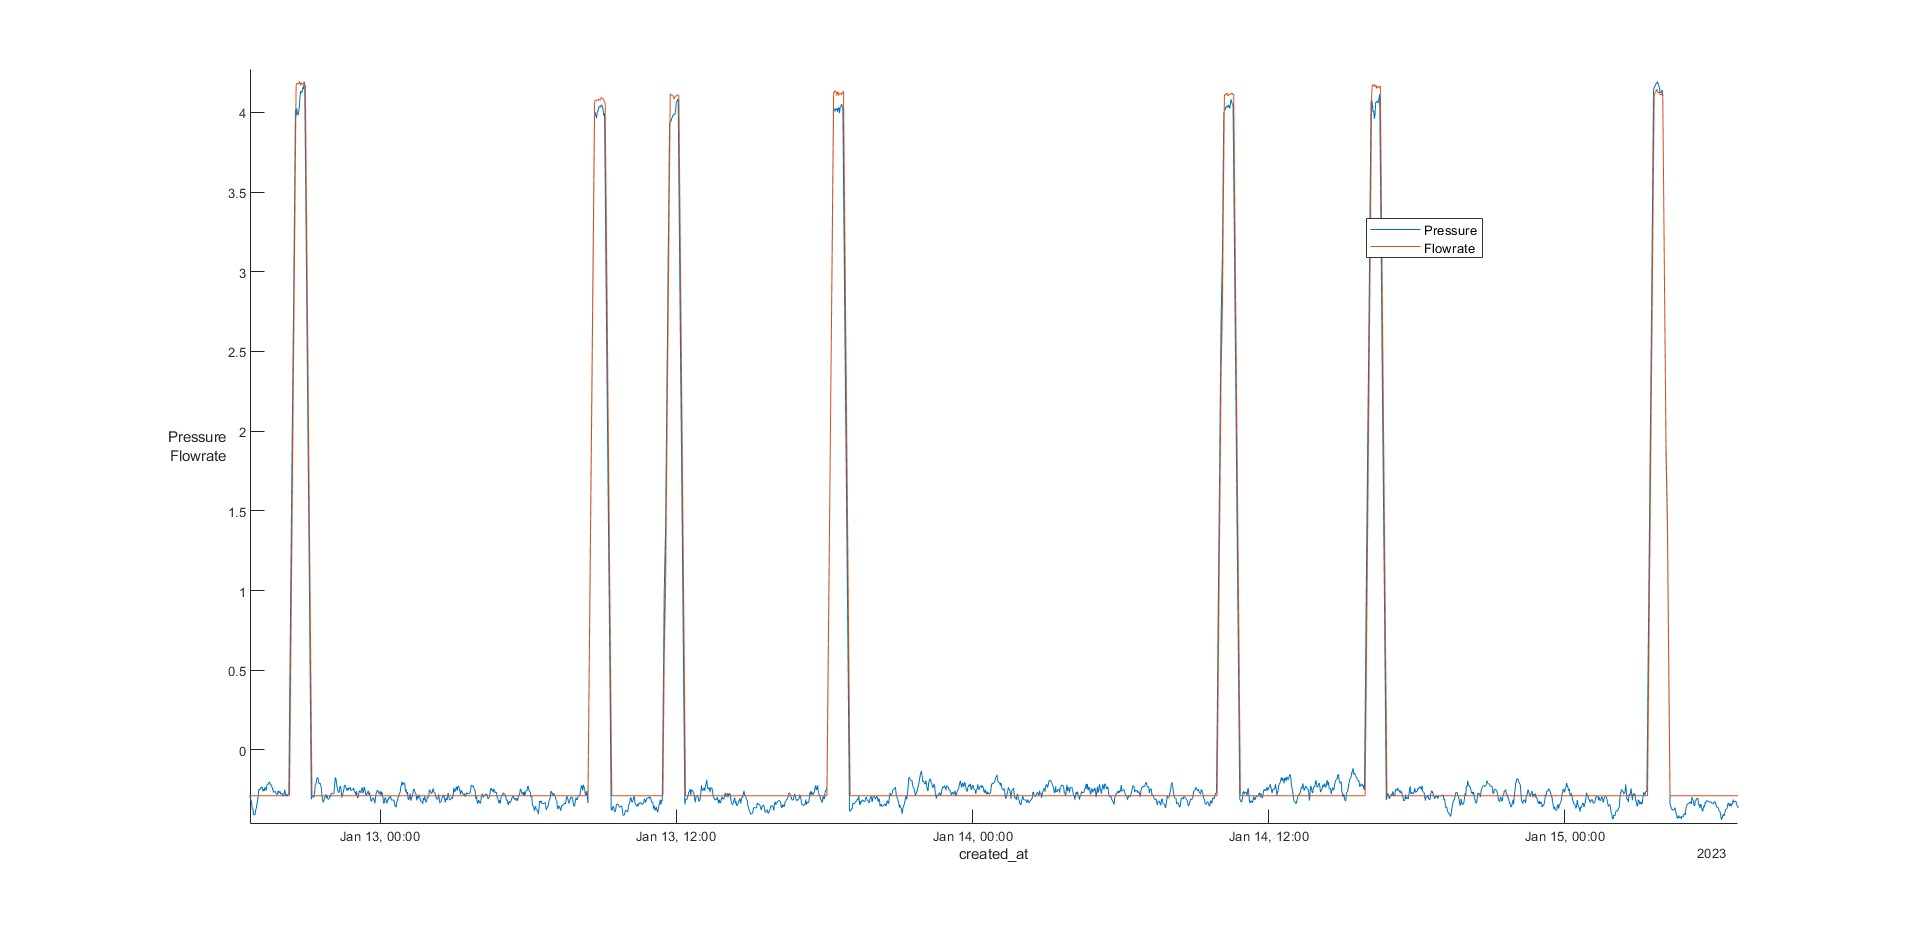 4
3.5
3
2.5
2
1.5
1
0.5
0
Pressure
Flowrate
Pressure
Flowrate
Jan 13, 00:00
Jan 13, 12:00
Jan 14, 00:00
Jan 14, 12:00
Jan 15, 00:00
created_at
2023